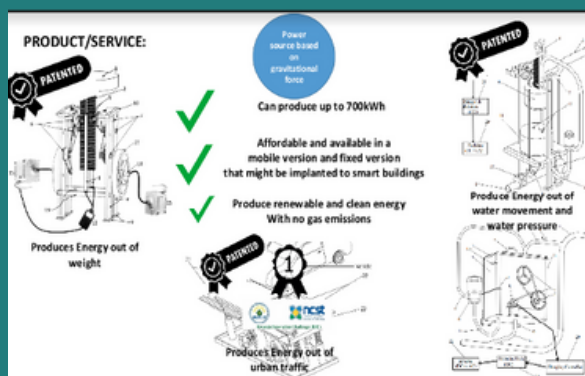 PRODUCT/SERVICE:
Power
source based
on
gravitational
force
PATENTED
PATENTED
Can produce up to 700kWh
Affordable and available in a
mobile version and fixed version
that might be implanted to smart buildings
Produce renewable and clean energy
With no gas emissions
Produces Energy out of
weight
Produce Energy out of
water movement and
water pressure
PATENTED
1
ncst
Produces Energy out of
urban traffic